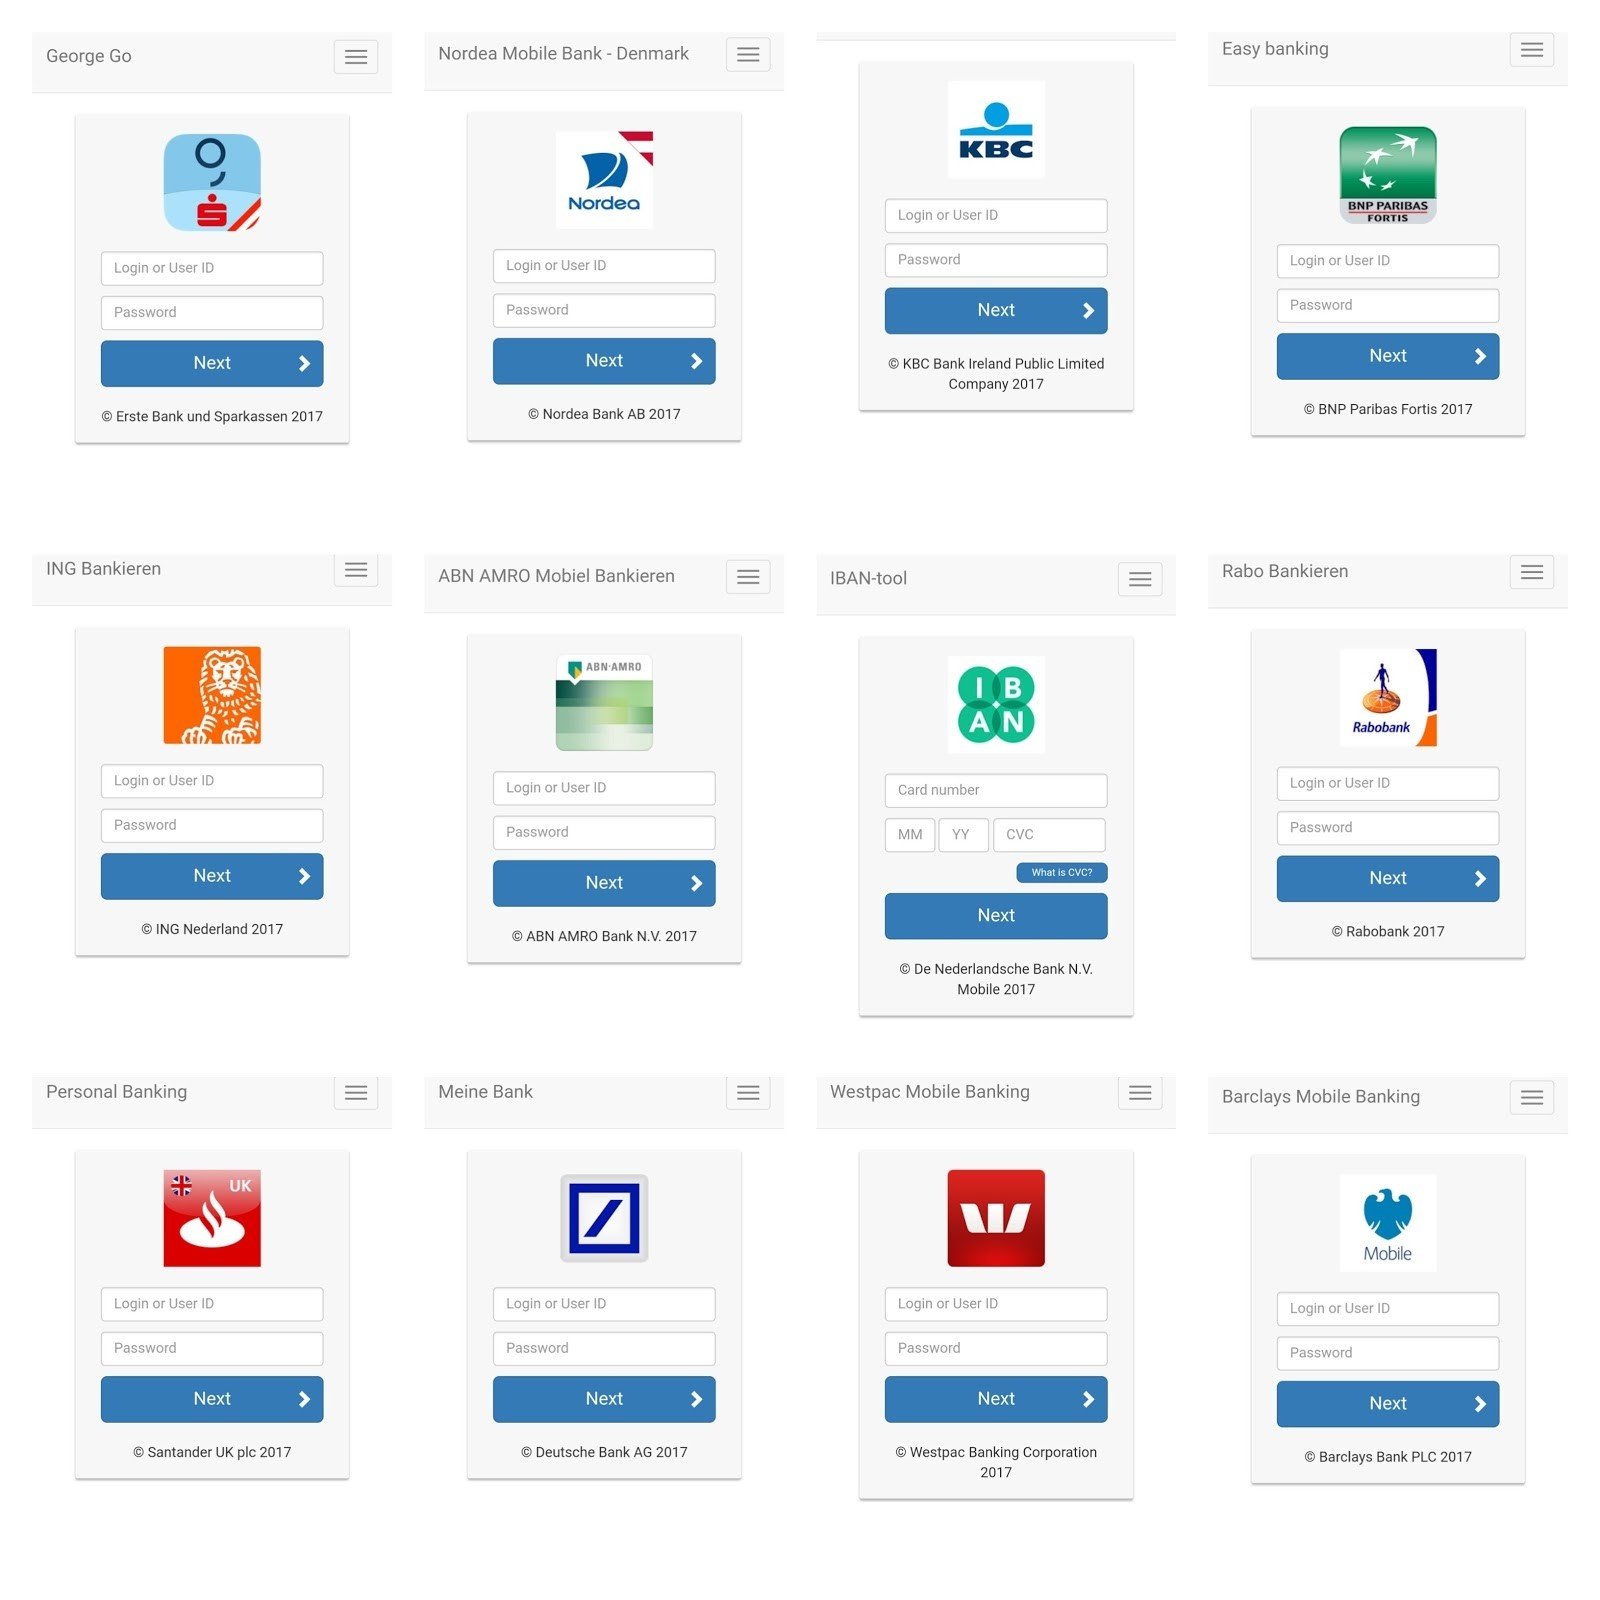 George Go
9
S
Login or User ID
Password
Next
© Erste Bank und Sparkassen 2017
Nordea Mobile Bank - Denmark
Nordea
Login or User ID
Password
Next
© Nordea Bank AB 2017
KBC
Login or User ID
Password
Next
© KBC Bank Ireland Public Limited
Company 2017
Easy banking
BNP PARIBAS
FORTIS
Login or User ID
Password
Next
© BNP Paribas Fortis 2017
ING Bankieren
Login or User ID
Password
Next
© ING Nederland 2017
ABN AMRO Mobiel Bankieren
ABN·AMRO
Login or User ID
Password
Next
© ABN AMRO Bank N.V. 2017
IBAN-tool
I B
A N
Card number
MM YY CVC
What is CVC?
Next
© De Nederlandsche Bank N.V.
Mobile 2017
Rabo Bankieren
Rabobank
Login or User ID
Password
Next
© Rabobank 2017
Personal Banking
UK
Login or User ID
Password
Next
© Santander UK plc 2017
Meine Bank
Login or User ID
Password
Next
© Deutsche Bank AG 2017
Westpac Mobile Banking
Login or User ID
Password
Next
© Westpac Banking Corporation
2017
Barclays Mobile Banking
Mobile
Login or User ID
Password
Next
© Barclays Bank PLC 2017